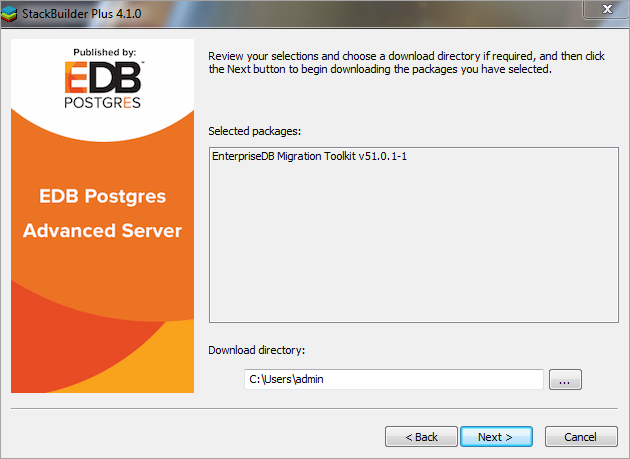 StackBuilder Plus 4.1.0
Published by:
EDB™
POSTGRES
EDB Postgres
Advanced Server
Review your selections and choose a download directory if required, and then click
the Next button to begin downloading the packages you have selected.
Selected packages:
EnterpriseDB Migration Toolkit v51.0.1-1
Download directory:
C:\Users\admin
...
< Back
Next >
Cancel